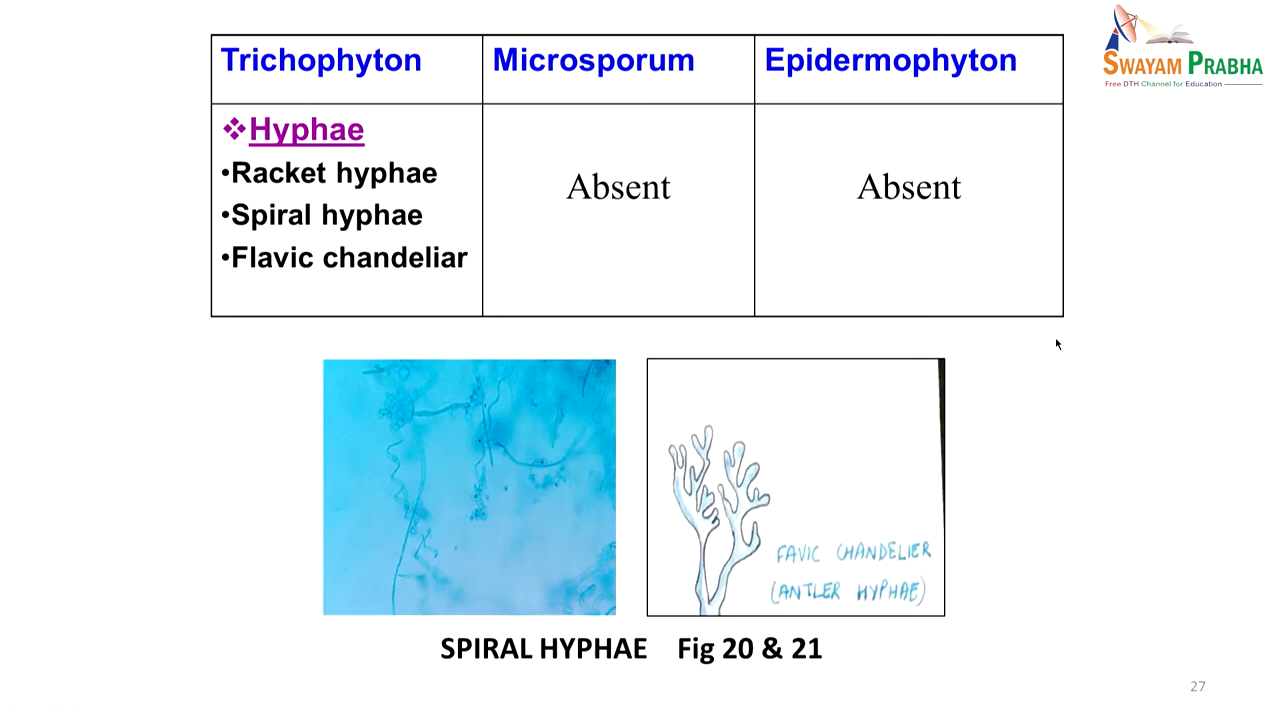 SWAYAM PRABHA
Free DTH Channel for Education
Trichophyton
Microsporum
Epidermophyton
❖Hyphae
•Racket hyphae
•Spiral hyphae
•Flavic chandeliar
Absent
Absent
FAVIC CHANDELIER
(ANTLER HYPHAE)
SPIRAL HYPHAE Fig 20 & 21
27